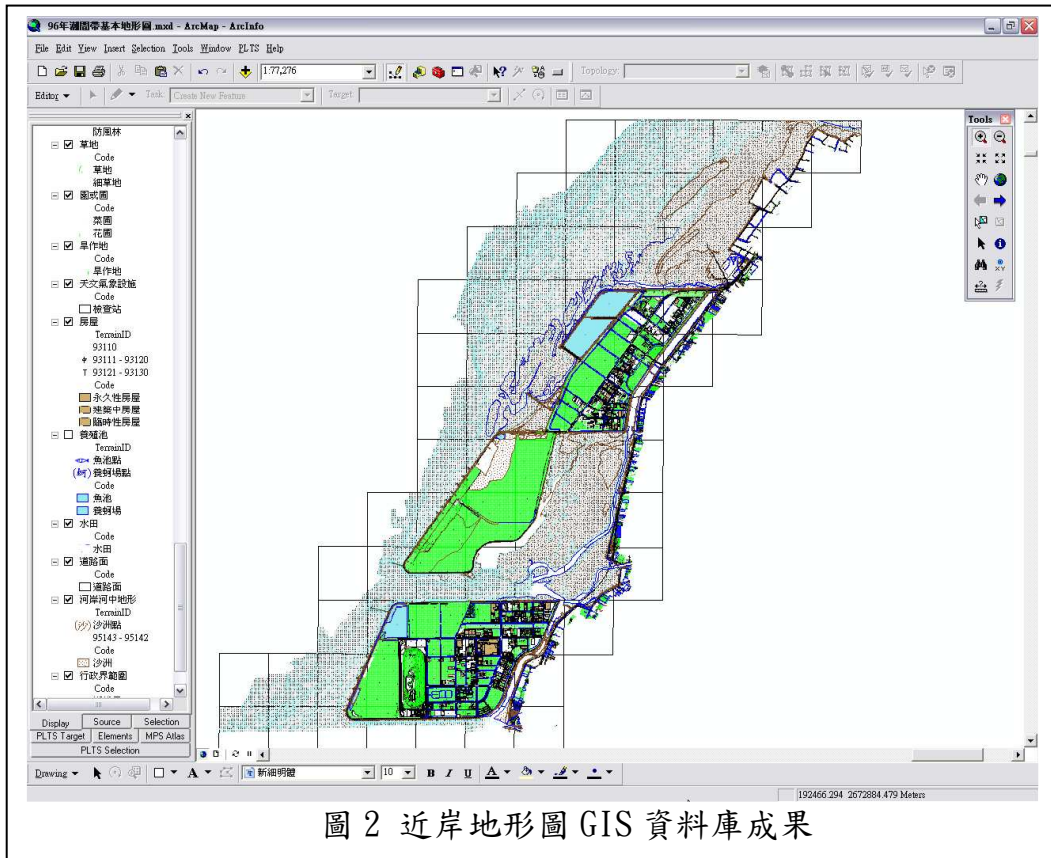 96年潮間帶基本地形圖.mxd - ArcMap - ArcInfo
File Edit View Insert Selection Tools Window PLTS Help
1:77,276
Topology:
Editor
Task: Create New Feature
Target:
防風林
草地
Code
草地
細草地
園或圃
Code
菜圃
花圃
旱作地
Code
旱作地
天文氣象設施
Code
檢查站
房屋
TerrainID
93110
93111 - 93120
93121 - 93130
Code
永久性房屋
建築中房屋
臨時性房屋
養殖池
TerrainID
魚池點
(蚵) 養蚵場點
Code
魚池
養蚵場
水田
Code
水田
道路面
Code
道路面
河岸河中地形
TerrainID
(沙) 沙洲點
95143 - 95142
Code
沙洲
行政界範圍
Code
Display Source Selection
PLTS Target Elements MPS Atlas
PLTS Selection
Tools
Drawing
A
新細明體
10
B I U A
192466.294 2672884.479 Meters
圖 2 近岸地形圖 GIS 資料庫成果